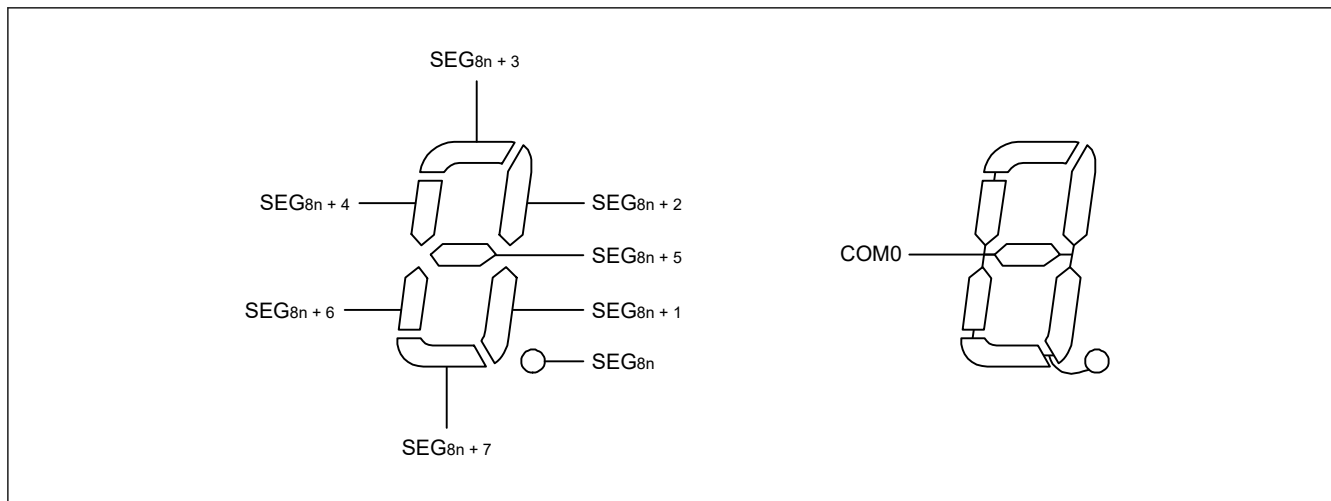 SEG8n + 3
SEG8n + 4
SEG8n + 2
SEG8n + 5
COM0
SEG8n + 6
SEG8n + 1
SEG8n
SEG8n + 7